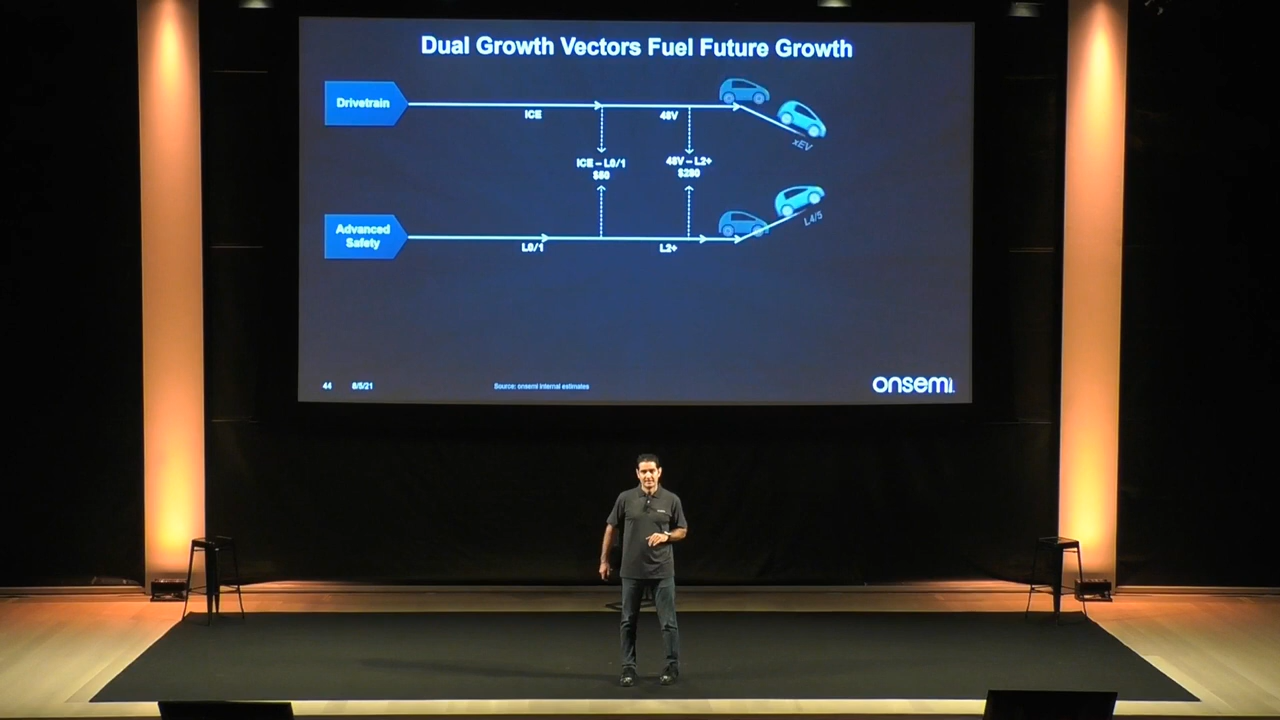 Dual Growth Vectors Fuel Future Growth
Drivetrain
ICE
48V
xEV
ICE – L0/1
$50
48V – L2+
$280
L4/5
Advanced
Safety
L0/1
L2+
44
8/5/21
Source: onsemi internal estimates
onsemi